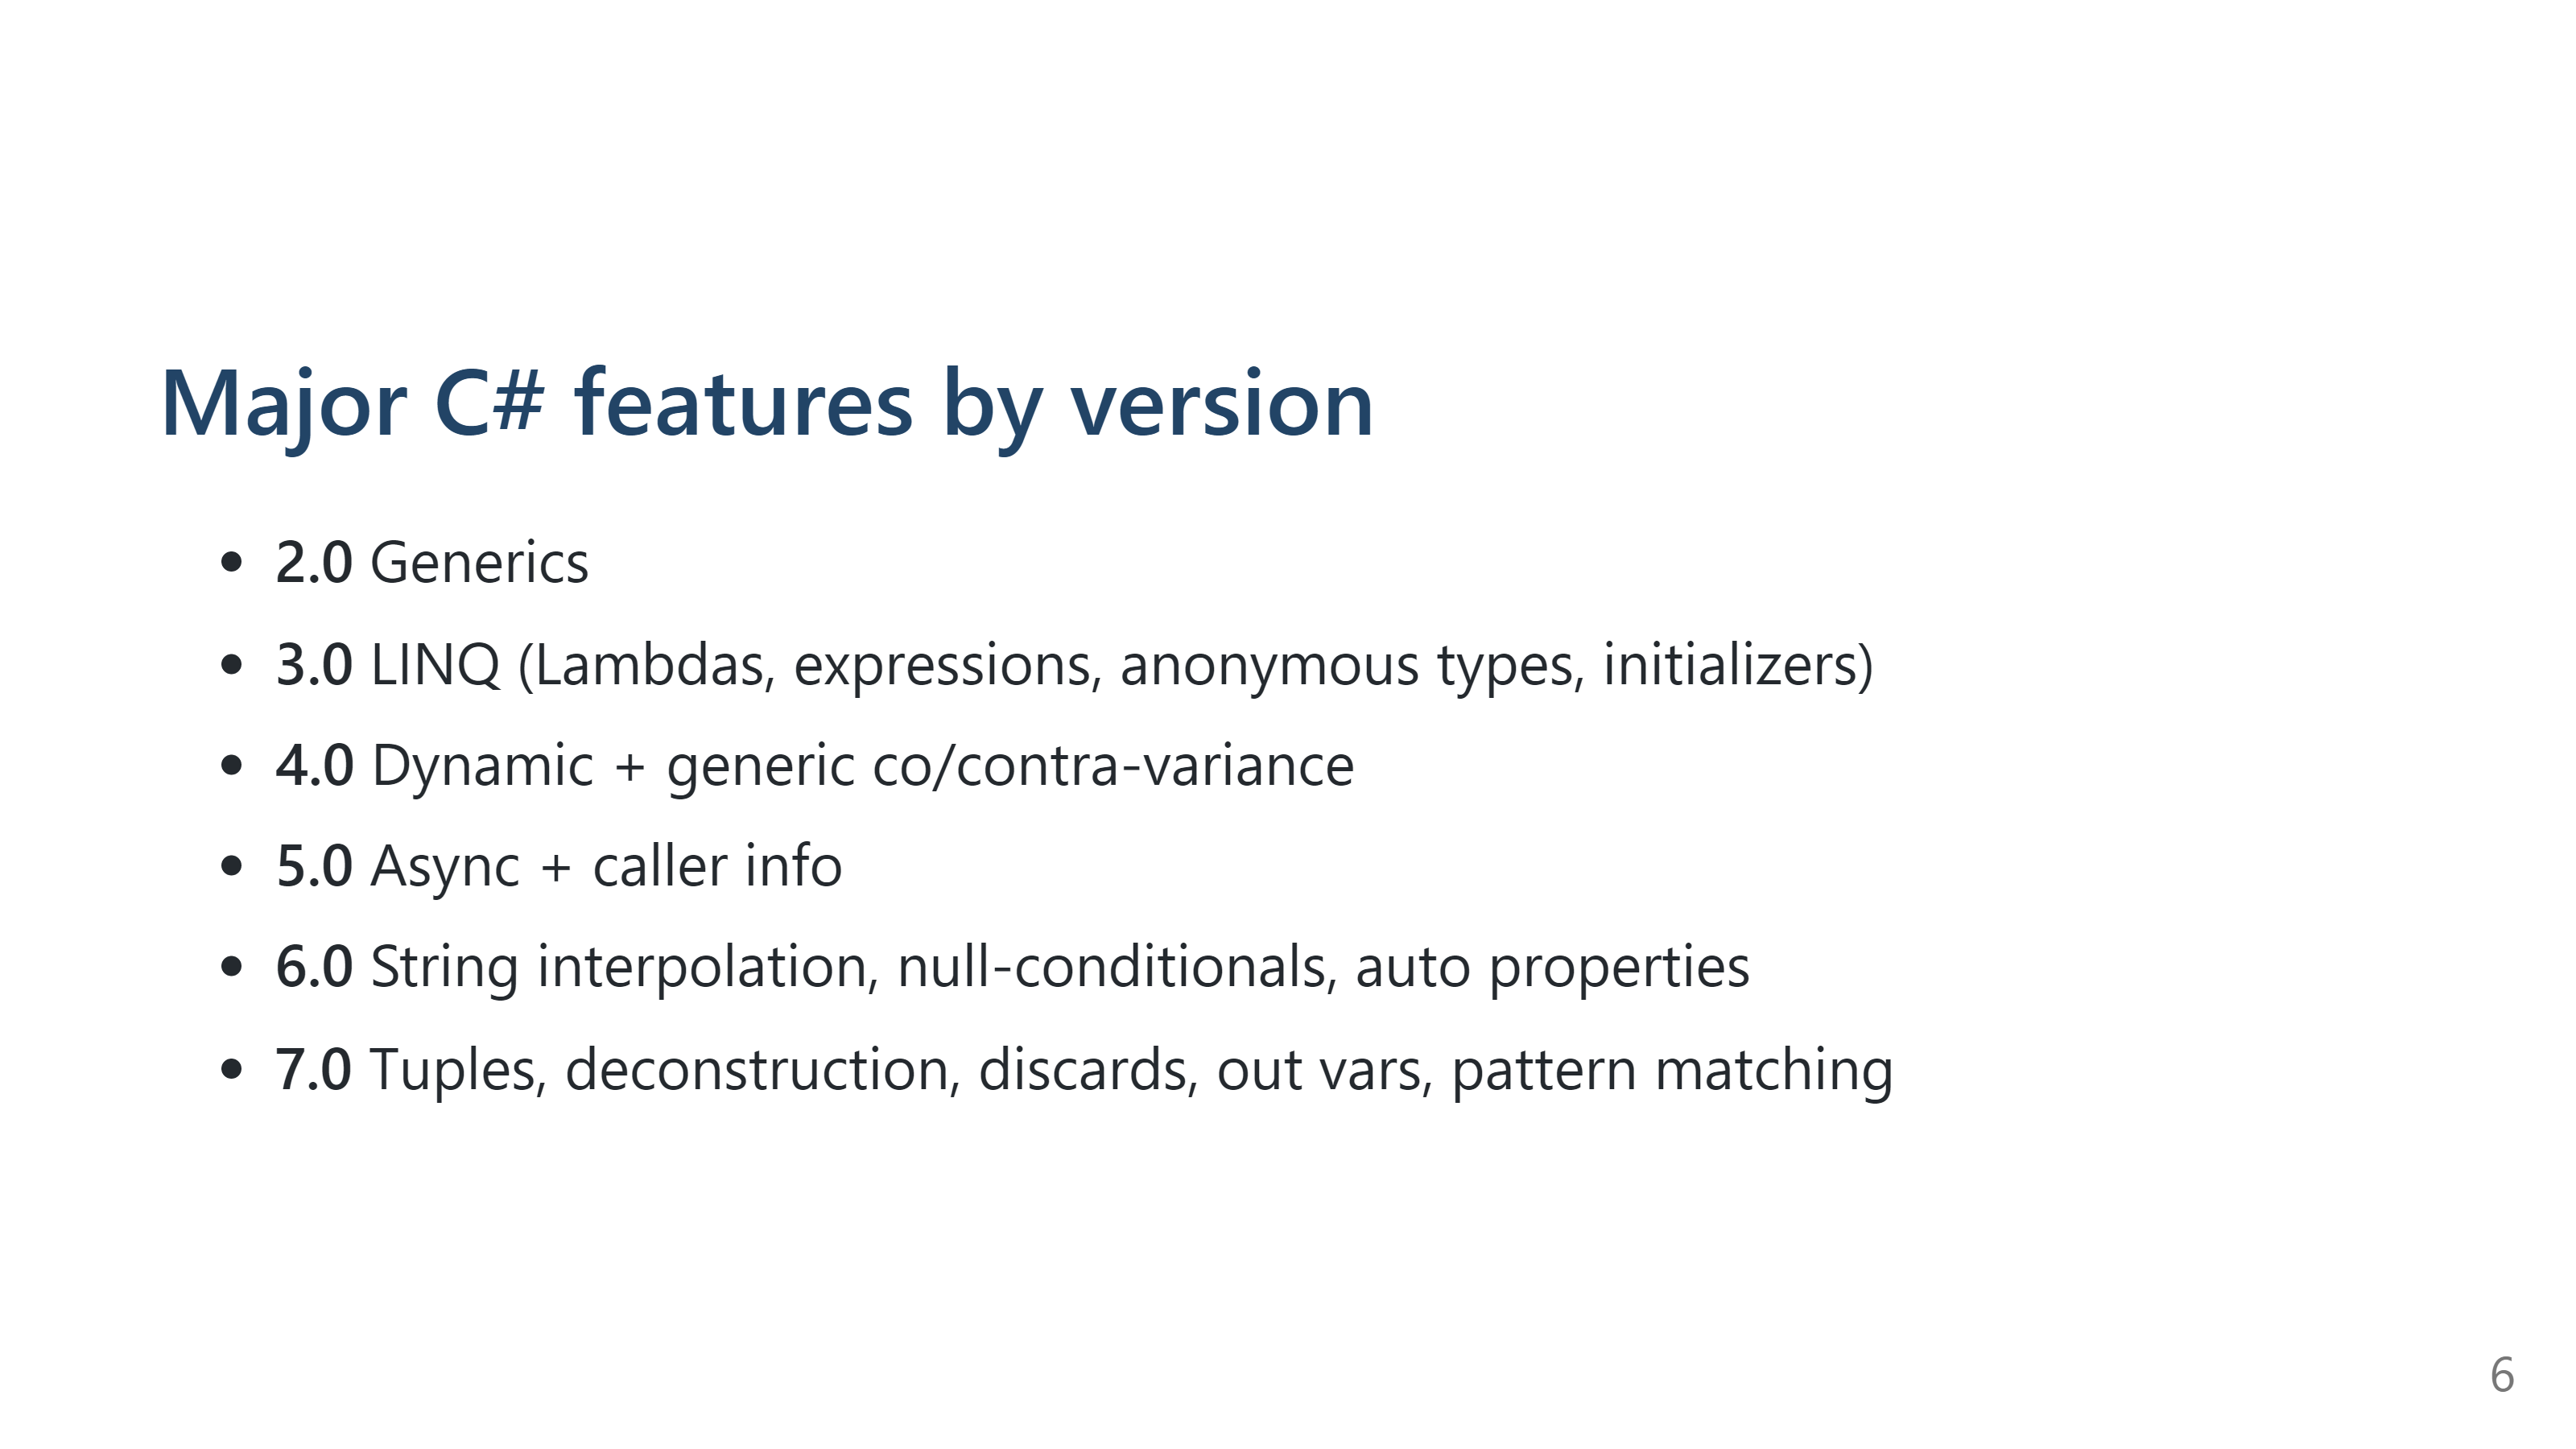 Major C# features by version
• 2.0 Generics
• 3.0 LINQ (Lambdas, expressions, anonymous types, initializers)
• 4.0 Dynamic + generic co/contra-variance
• 5.0 Async + caller info
• 6.0 String interpolation, null-conditionals, auto properties
• 7.0 Tuples, deconstruction, discards, out vars, pattern matching
6